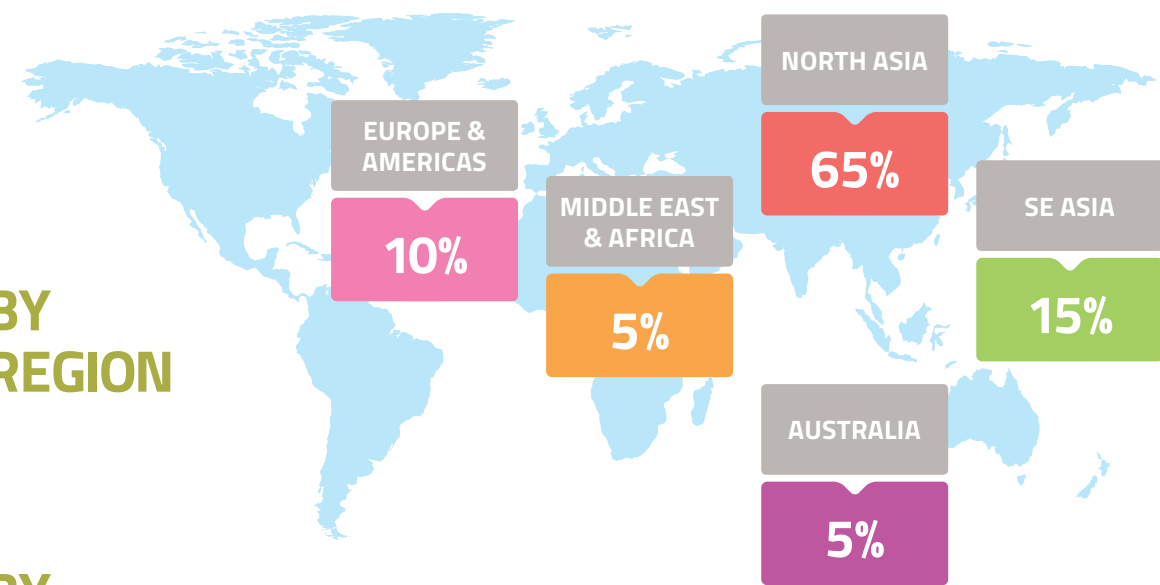 BY
REGION
EUROPE &
AMERICAS
10%
MIDDLE EAST
& AFRICA
5%
NORTH ASIA
65%
SE ASIA
15%
AUSTRALIA
5%